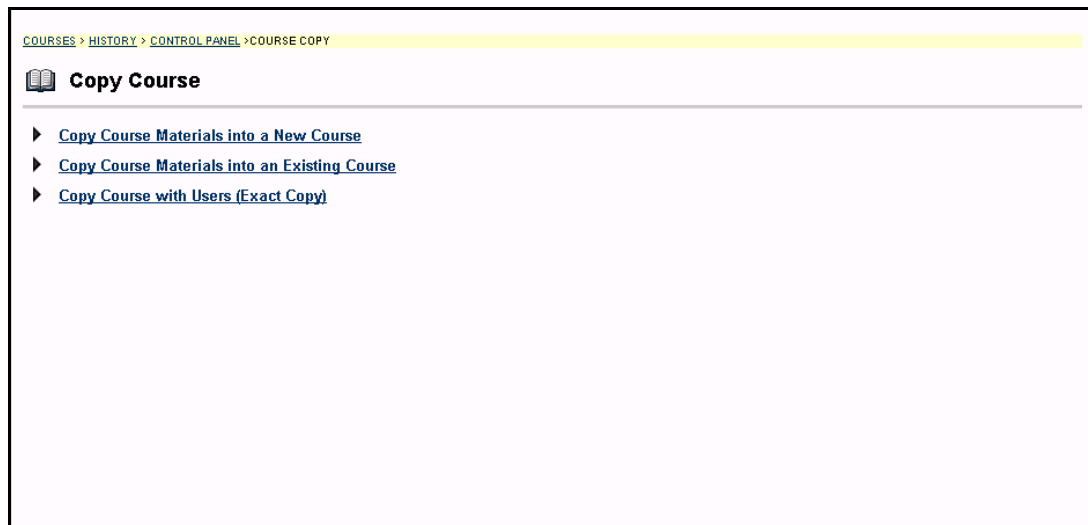 COURSES > HISTORY > CONTROL PANEL >COURSE COPY
Copy Course
Copy Course Materials into a New Course
Copy Course Materials into an Existing Course
Copy Course with Users (Exact Copy)